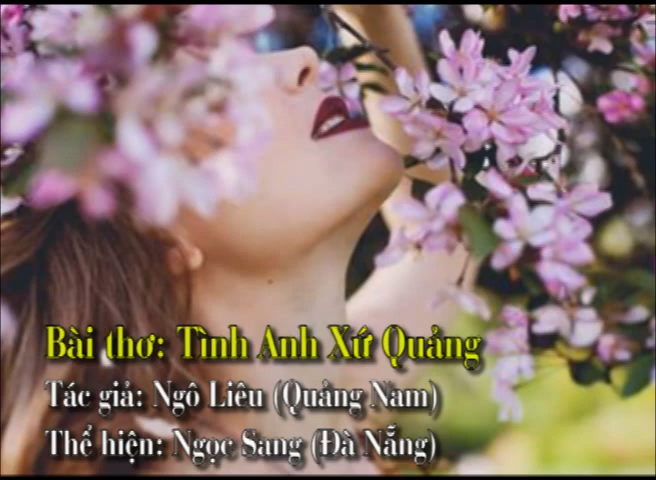 Bài thơ: Tình Anh Xứ Quảng
Tác giả: Ngô Liêu (Quảng Nam)
Thể hiện: Ngọc Sang (Đà Nẵng)